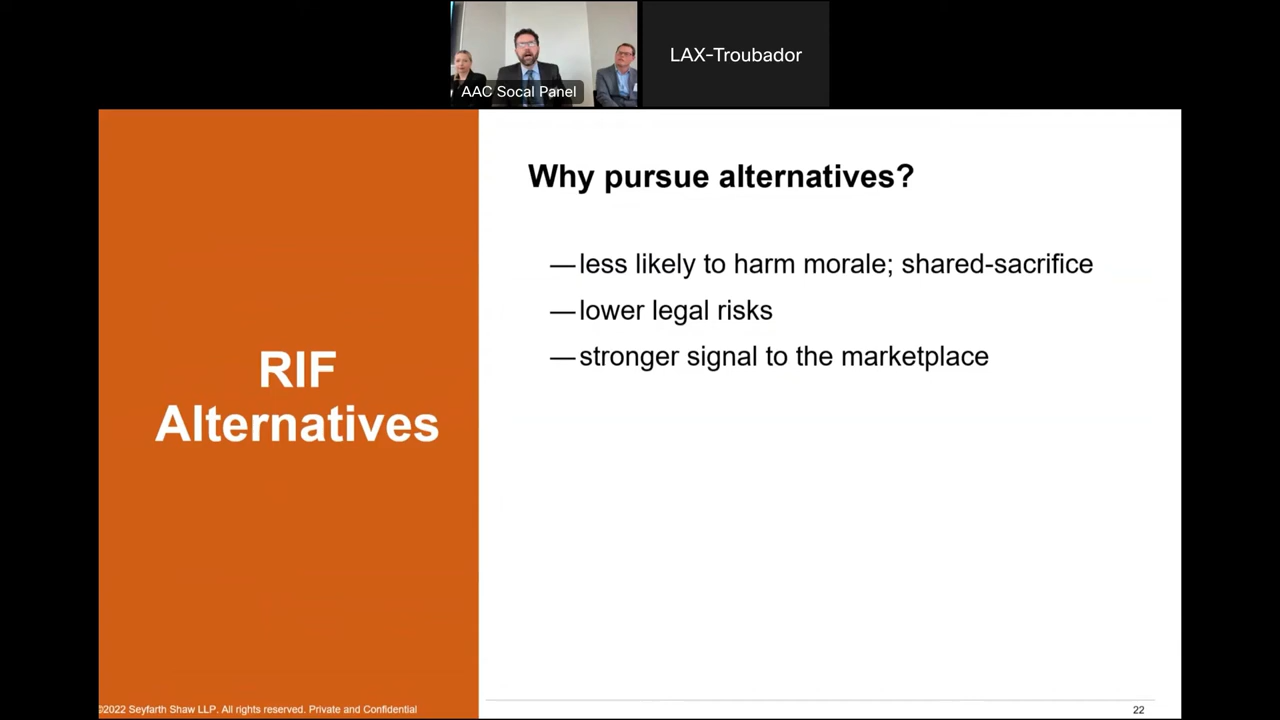 AAC Socal Panel
LAX-Troubador
RIF
Alternatives
Why pursue alternatives?
—less likely to harm morale; shared-sacrifice
—lower legal risks
—stronger signal to the marketplace
©2022 Seyfarth Shaw LLP. All rights reserved. Private and Confidential
22